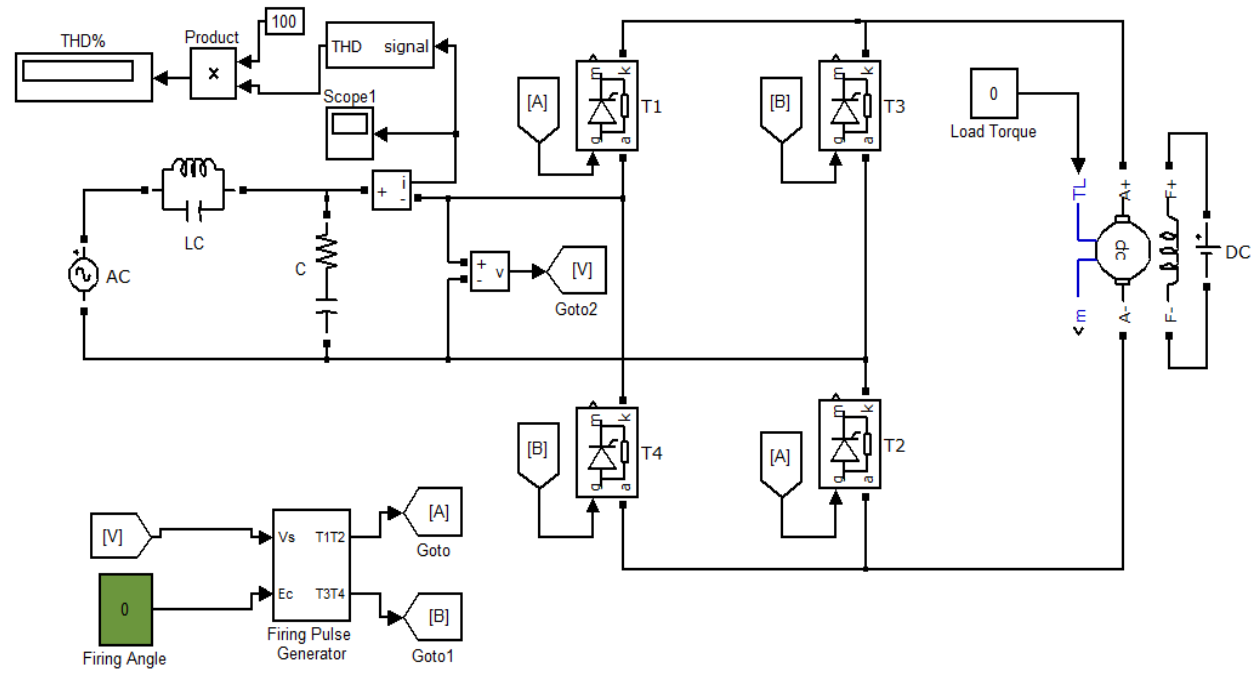 THD%
Product
100
THD signal
×
Scope1
i
+
-
LC
AC
C
+
-
v
[V]
Goto2
[A]
m k
g a
T1
[B]
m k
g a
T3
0
Load Torque
TL
A+
F+
dc
DC
m
A-
F-
[B]
m k
g a
T4
[A]
m k
g a
T2
[V]
Vs T1T2
Ec T3T4
Firing Pulse
Generator
[A]
Goto
[B]
Goto1
0
Firing Angle